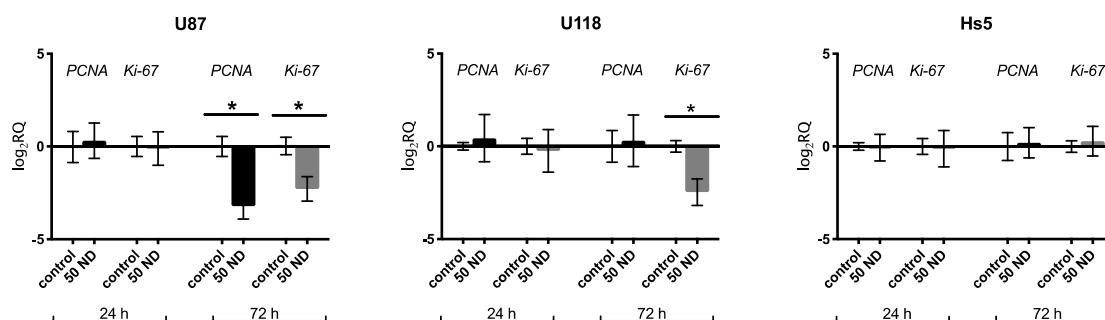 U87
U118
Hs5
5
PCNA Ki-67 PCNA Ki-67
*
*
log₂RQ
0
-5
control
50 ND
control
50 ND
control
50 ND
control
50 ND
24 h
72 h
5
PCNA Ki-67 PCNA Ki-67
*
log₂RQ
0
-5
control
50 ND
control
50 ND
control
50 ND
control
50 ND
24 h
72 h
5
PCNA Ki-67 PCNA Ki-67
log₂RQ
0
-5
control
50 ND
control
50 ND
control
50 ND
control
50 ND
24 h
72 h